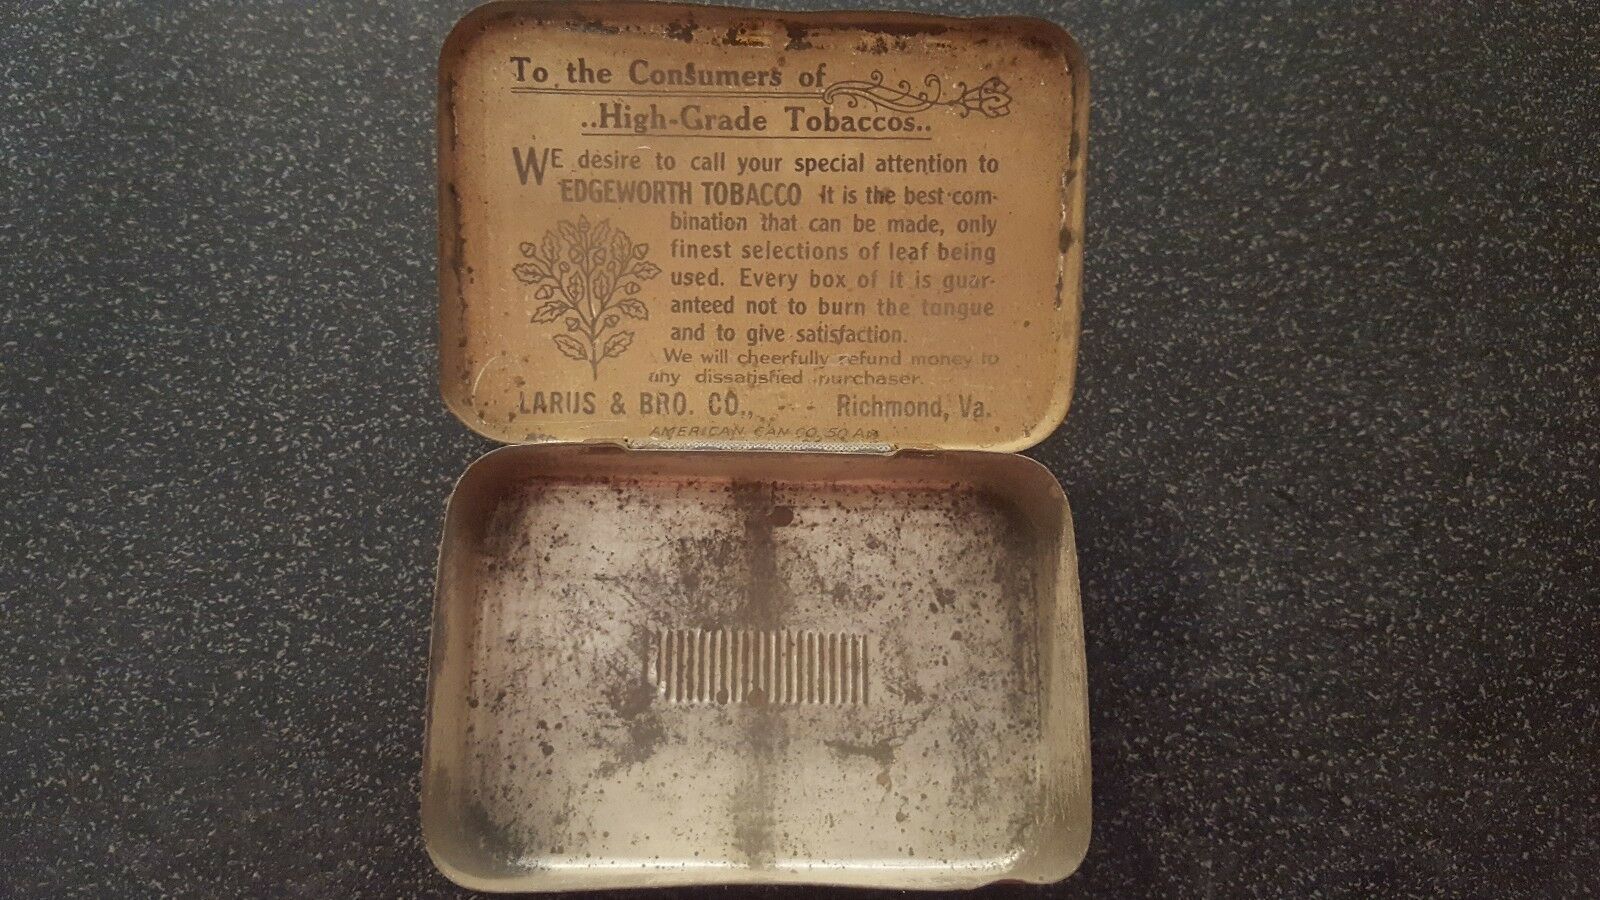 To the Consumers of
..High-Grade Tobaccos..
WE desire to call your special attention to
EDGEWORTH TOBACCO It is the best com-
bination that can be made, only
finest selections of leaf being
used. Every box of it is guar-
anteed not to burn the tongue
and to give satisfaction.
We will cheerfully refund money to
any dissatisfied purchaser.
LARUS & BRO. CO., Richmond, Va.
AMERICAN CAN CO. 50